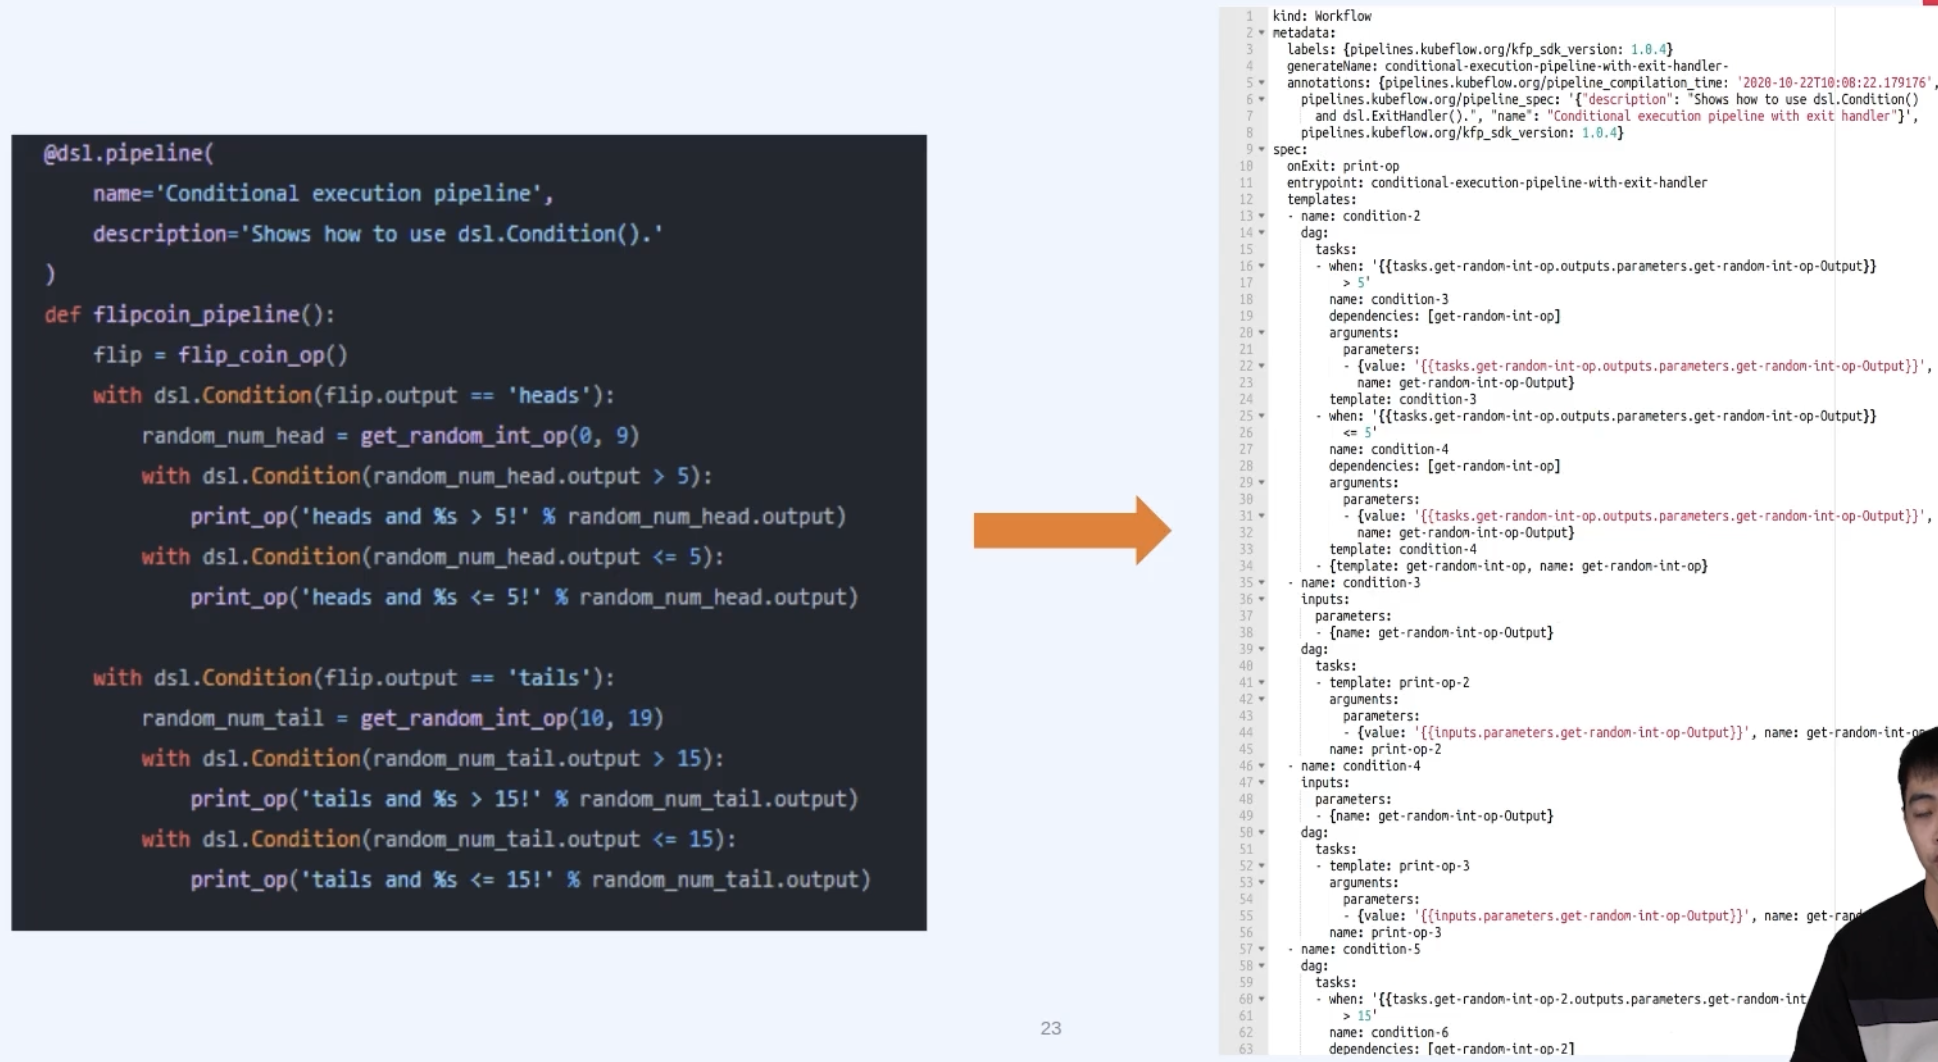 @dsl.pipeline(
    name='Conditional execution pipeline',
    description='Shows how to use dsl.Condition().'
)
def flipcoin_pipeline():
    flip = flip_coin_op()
    with dsl.Condition(flip.output == 'heads'):
        random_num_head = get_random_int_op(0, 9)
        with dsl.Condition(random_num_head.output > 5):
            print_op('heads and %s > 5!' % random_num_head.output)
        with dsl.Condition(random_num_head.output <= 5):
            print_op('heads and %s <= 5!' % random_num_head.output)
    with dsl.Condition(flip.output == 'tails'):
        random_num_tail = get_random_int_op(10, 19)
        with dsl.Condition(random_num_tail.output > 15):
            print_op('tails and %s > 15!' % random_num_tail.output)
        with dsl.Condition(random_num_tail.output <= 15):
            print_op('tails and %s <= 15!' % random_num_tail.output)
1 kind: Workflow
2 metadata:
3   labels: {pipelines.kubeflow.org/kfp_sdk_version: 1.0.4}
4   generateName: conditional-execution-pipeline-with-exit-handler-
5   annotations: {pipelines.kubeflow.org/pipeline_compilation_time: '2020-10-22T10:08:22.179176',
6     pipelines.kubeflow.org/pipeline_spec: '{"description": "Shows how to use dsl.Condition()
7       and dsl.ExitHandler().", "name": "Conditional execution pipeline with exit handler"}',
8     pipelines.kubeflow.org/kfp_sdk_version: 1.0.4}
9 spec:
10   onExit: print-op
11   entrypoint: conditional-execution-pipeline-with-exit-handler
12   templates:
13   - name: condition-2
14     dag:
15       tasks:
16       - when: '{{tasks.get-random-int-op.outputs.parameters.get-random-int-op-Output}}
17           > 5'
18         name: condition-3
19         dependencies: [get-random-int-op]
20         arguments:
21           parameters:
22           - {value: '{{tasks.get-random-int-op.outputs.parameters.get-random-int-op-Output}}',
23             name: get-random-int-op-Output}
24         template: condition-3
25       - when: '{{tasks.get-random-int-op.outputs.parameters.get-random-int-op-Output}}
26           <= 5'
27         name: condition-4
28         dependencies: [get-random-int-op]
29         arguments:
30           parameters:
31           - {value: '{{tasks.get-random-int-op.outputs.parameters.get-random-int-op-Output}}',
32             name: get-random-int-op-Output}
33         template: condition-4
34       - {template: get-random-int-op, name: get-random-int-op}
35   - name: condition-3
36     inputs:
37       parameters:
38       - {name: get-random-int-op-Output}
39     dag:
40       tasks:
41       - template: print-op-2
42         arguments:
43           parameters:
44           - {value: '{{inputs.parameters.get-random-int-op-Output}}', name: get-random-int-op
45         name: print-op-2
46   - name: condition-4
47     inputs:
48       parameters:
49       - {name: get-random-int-op-Output}
50     dag:
51       tasks:
52       - template: print-op-3
53         arguments:
54           parameters:
55           - {value: '{{inputs.parameters.get-random-int-op-Output}}', name:
56         name: print-op-3
57   - name: condition-5
58     dag:
59       tasks:
60       - when: '{{tasks.get-random-int-op-2.outputs.parameters.get-random-int
61           > 15'
62         name: condition-6
63         dependencies: [get-random-int-op-2]
23